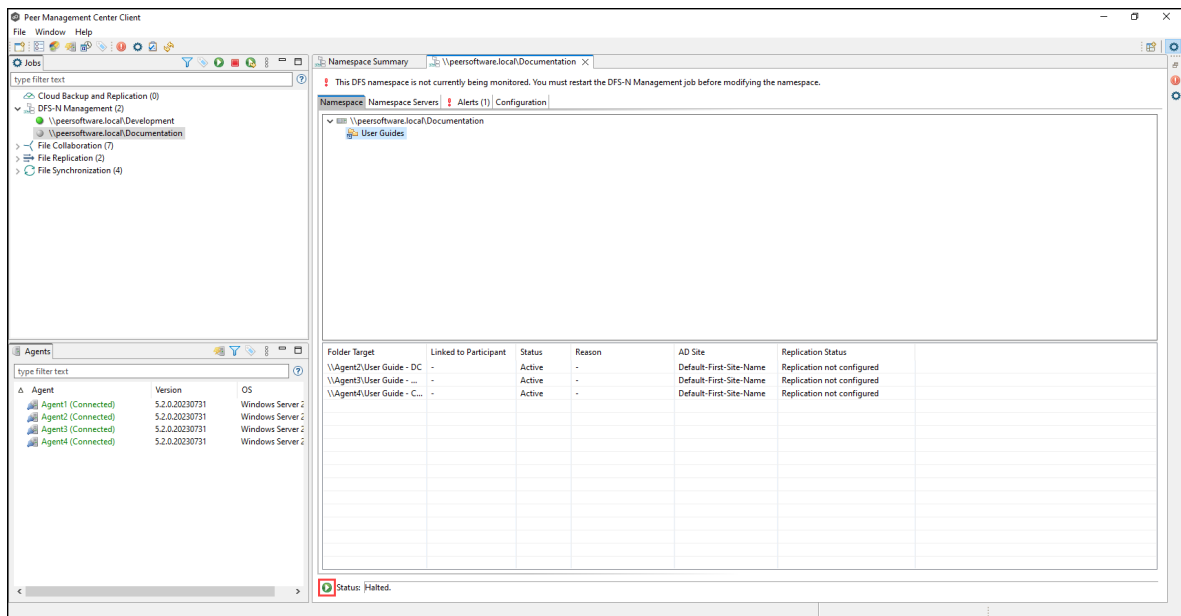 Peer Management Center Client
File Window Help
Jobs
type filter text
Cloud Backup and Replication (0)
DFS-N Management (2)
\\peersoftware.local\Development
\\peersoftware.local\Documentation
File Collaboration (7)
File Replication (2)
File Synchronization (4)
Agents
type filter text
Agent Version OS
Agent1 (Connected) 5.2.0.20230731 Windows Server 2
Agent2 (Connected) 5.2.0.20230731 Windows Server 2
Agent3 (Connected) 5.2.0.20230731 Windows Server 2
Agent4 (Connected) 5.2.0.20230731 Windows Server 2
Namespace Summary \\peersoftware.local\Documentation
This DFS namespace is not currently being monitored. You must restart the DFS-N Management job before modifying the namespace.
Namespace Namespace Servers Alerts (1) Configuration
\\peersoftware.local\Documentation
User Guides
Folder Target Linked to Participant Status Reason AD Site Replication Status
\\Agent2\User Guide - DC - Active - Default-First-Site-Name Replication not configured
\\Agent3\User Guide - ... - Active - Default-First-Site-Name Replication not configured
\\Agent4\User Guide - C... - Active - Default-First-Site-Name Replication not configured
Status: Halted.